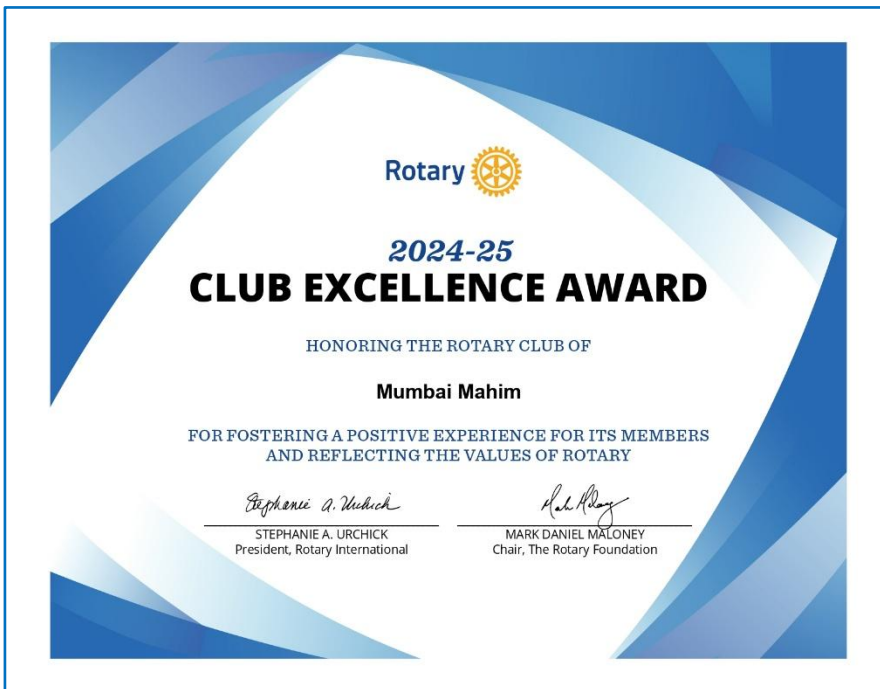 Rotary
2024-25
CLUB EXCELLENCE AWARD
HONORING THE ROTARY CLUB OF
Mumbai Mahim
FOR FOSTERING A POSITIVE EXPERIENCE FOR ITS MEMBERS
AND REFLECTING THE VALUES OF ROTARY
Stephanie A. Urchick
STEPHANIE A. URCHICK
President, Rotary International
MARK DANIEL MALONEY
Chair, The Rotary Foundation